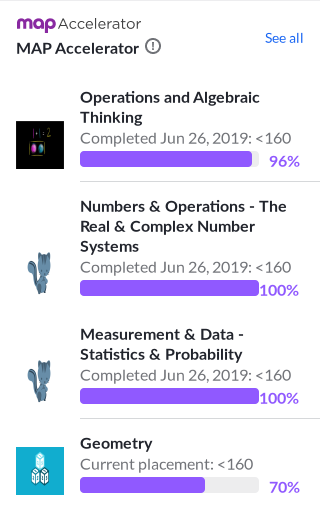 map Accelerator
MAP Accelerator
See all
Operations and Algebraic
Thinking
Completed Jun 26, 2019: <160
96%
Numbers & Operations - The
Real & Complex Number
Systems
Completed Jun 26, 2019: <160
100%
Measurement & Data -
Statistics & Probability
Completed Jun 26, 2019: <160
100%
Geometry
Current placement: <160
70%